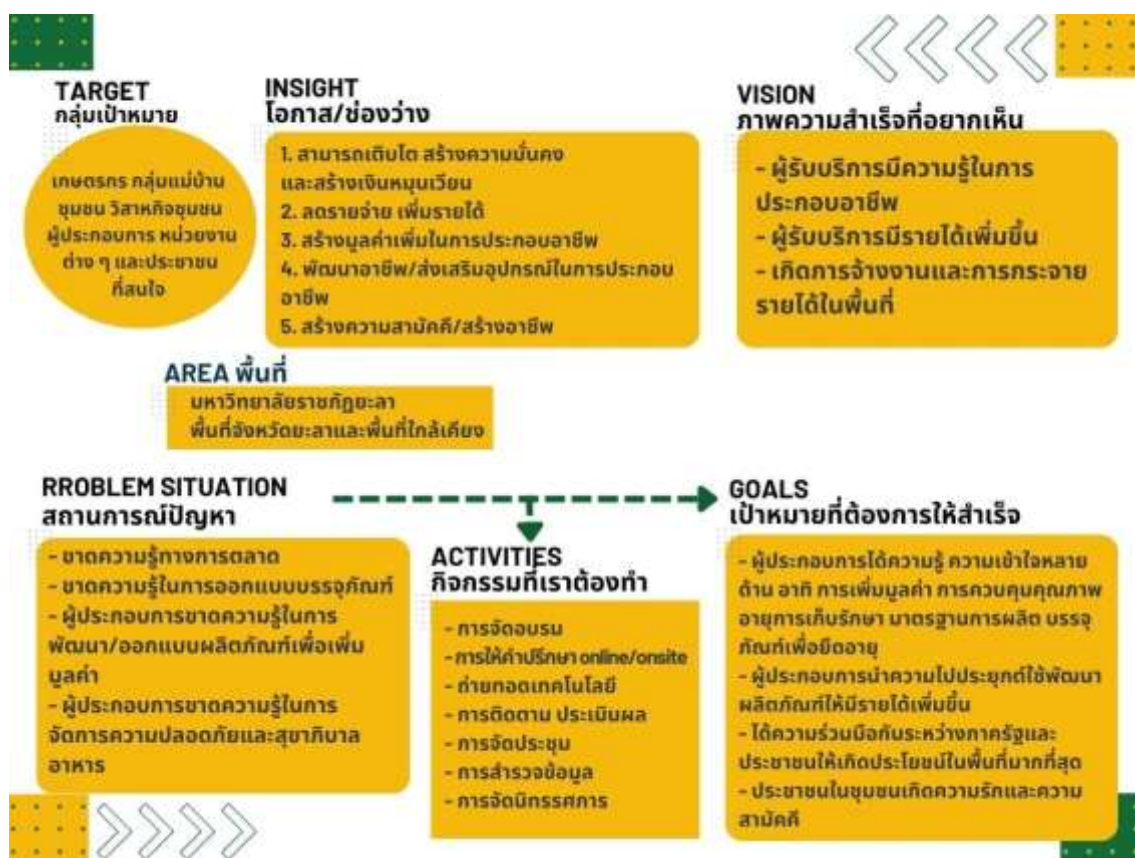 TARGET
กลุ่มเป้าหมาย
เกษตรกร กลุ่มแม่บ้าน
ชุมชน วิสาหกิจชุมชน
ผู้ประกอบการ หน่วยงาน
ต่าง ๆ และประชาชน
ที่สนใจ
INSIGHT
โอกาส/ช่องว่าง
1. สามารถเติบโต สร้างความมั่นคง
และสร้างเงินหมุนเวียน
2. ลดรายจ่าย เพิ่มรายได้
3. สร้างมูลค่าเพิ่มในการประกอบอาชีพ
4. พัฒนาอาชีพ/ส่งเสริมอุปกรณ์ในการประกอบ
อาชีพ
5. สร้างความสามัคคี/สร้างอาชีพ
VISION
ภาพความสำเร็จที่อยากเห็น
- ผู้รับบริการมีความรู้ในการ
ประกอบอาชีพ
- ผู้รับบริการมีรายได้เพิ่มขึ้น
- เกิดการจ้างงานและการกระจาย
รายได้ในพื้นที่
AREA พื้นที่
มหาวิทยาลัยราชภัฏยะลา
พื้นที่จังหวัดยะลาและพื้นที่ใกล้เคียง
RROBLEM SITUATION
สถานการณ์ปัญหา
- ขาดความรู้ทางการตลาด
- ขาดความรู้ในการออกแบบบรรจุภัณฑ์
- ผู้ประกอบการขาดความรู้ในการ
พัฒนา/ออกแบบผลิตภัณฑ์เพื่อเพิ่ม
มูลค่า
- ผู้ประกอบการขาดความรู้ในการ
จัดการความปลอดภัยและสุขาภิบาล
อาหาร
ACTIVITIES
กิจกรรมที่เราต้องทำ
- การจัดอบรม
- การให้คำปรึกษา online/onsite
- ถ่ายทอดเทคโนโลยี
- การติดตาม ประเมินผล
- การจัดประชุม
- การสำรวจข้อมูล
- การจัดนิทรรศการ
GOALS
เป้าหมายที่ต้องการให้สำเร็จ
- ผู้ประกอบการได้ความรู้ ความเข้าใจหลาย
ด้าน อาทิ การเพิ่มมูลค่า การควบคุมคุณภาพ
อายุการเก็บรักษา มาตรฐานการผลิต บรรจุ
ภัณฑ์เพื่อยืดอายุ
- ผู้ประกอบการนำความไปประยุกต์ใช้พัฒนา
ผลิตภัณฑ์ให้มีรายได้เพิ่มขึ้น
- ได้ความร่วมมือกันระหว่างภาครัฐและ
ประชาชนให้เกิดประโยชน์ในพื้นที่มากที่สุด
- ประชาชนในชุมชนเกิดความรักและความ
สามัคคี